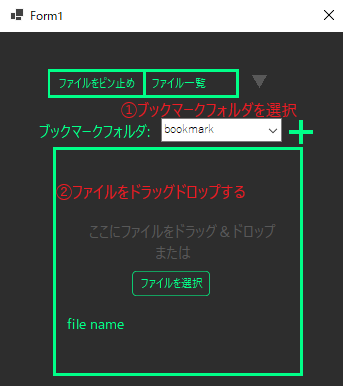 Form1
ファイルをピン止め
ファイル一覧
①ブックマークフォルダを選択
ブックマークフォルダ:
bookmark
②ファイルをドラッグドロップする
ここにファイルをドラッグ＆ドロップ
または
ファイルを選択
file name